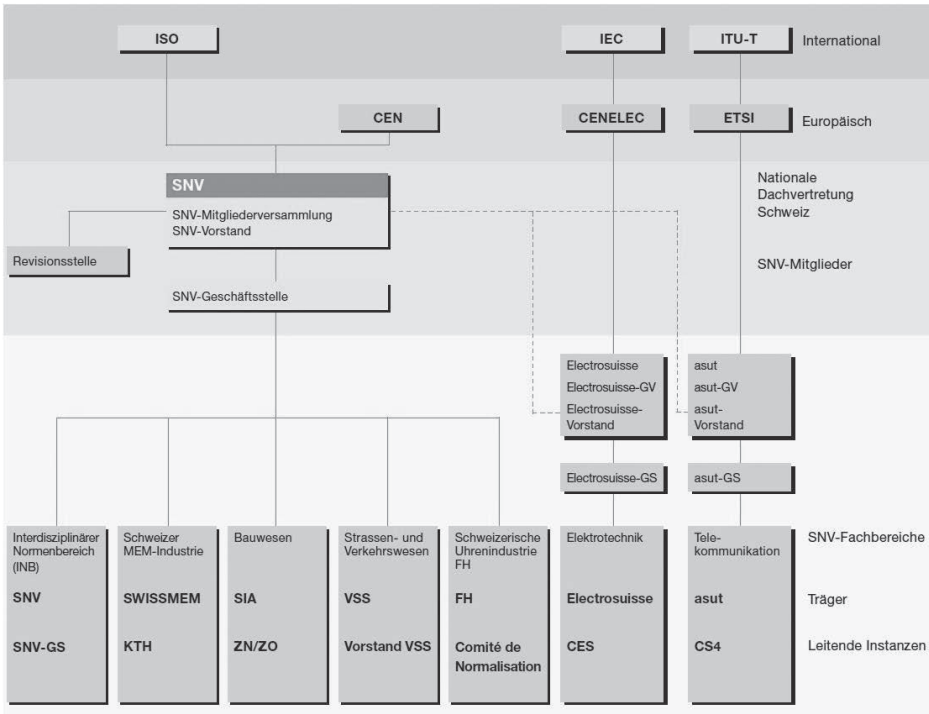 ISO
IEC
ITU-T
International
CEN
CENELEC
ETSI
Europäisch
SNV
SNV-Mitgliederversammlung
SNV-Vorstand
Nationale
Dachvertretung
Schweiz
Revisionsstelle
SNV-Mitglieder
SNV-Geschäftsstelle
Electrosuisse
Electrosuisse-GV
Electrosuisse-
Vorstand
asut
asut-GV
asut-
Vorstand
Electrosuisse-GS
asut-GS
Interdisziplinärer
Normenbereich
(INB)
SNV
SNV-GS
Schweizer
MEM-Industrie
SWISSMEM
KTH
Bauwesen
SIA
ZN/ZO
Strassen- und
Verkehrswesen
VSS
Vorstand VSS
Schweizerische
Uhrenindustrie
FH
FH
Comité de
Normalisation
Elektrotechnik
Electrosuisse
CES
Tele-
kommunikation
asut
CS4
SNV-Fachbereiche
Träger
Leitende Instanzen